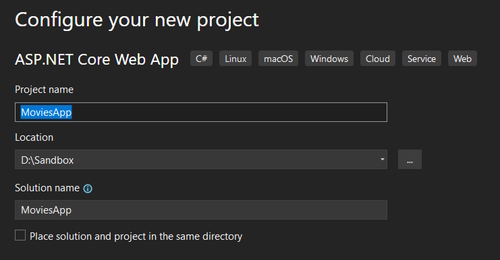 Configure your new project
ASP.NET Core Web App C# Linux macOS Windows Cloud Service Web
Project name
MoviesApp
Location
D:\Sandbox
...
Solution name
MoviesApp
Place solution and project in the same directory